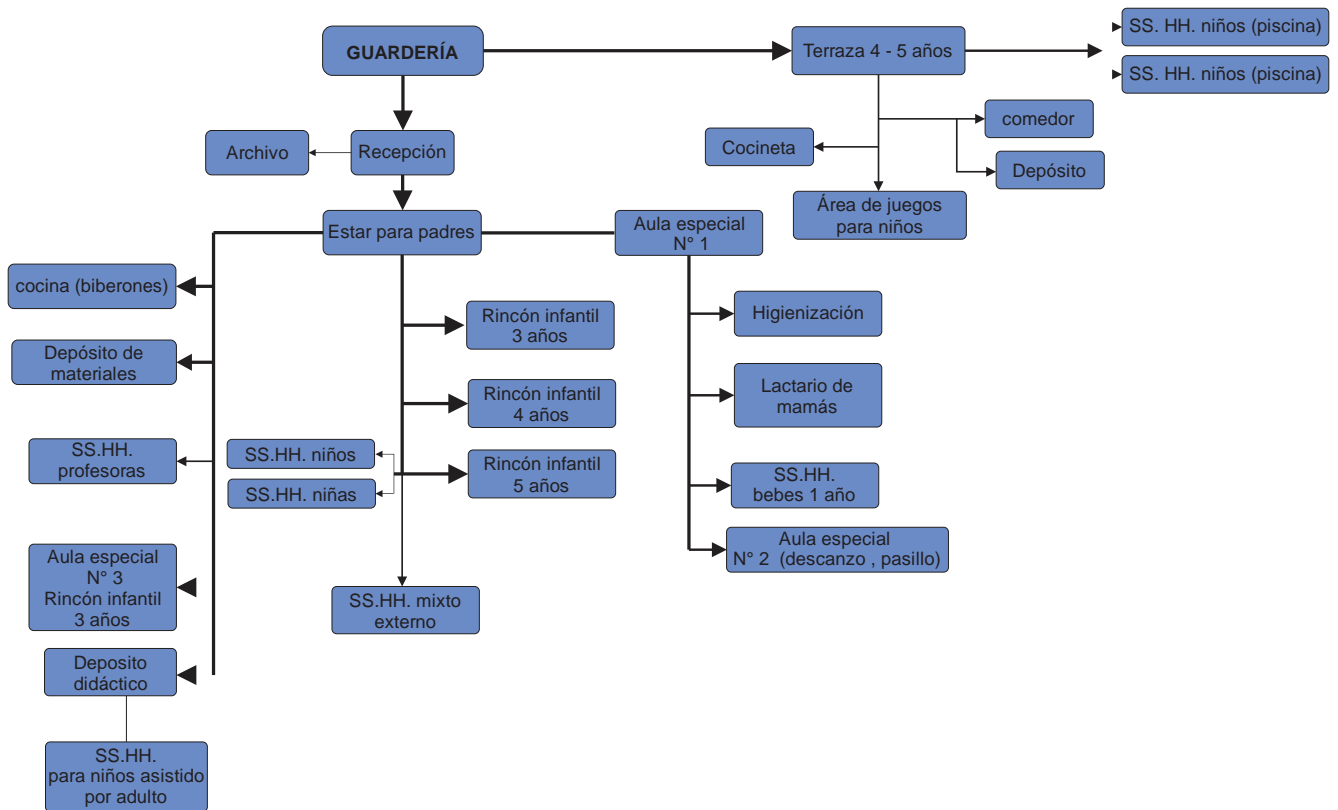 GUARDERÍA
Terraza 4 - 5 años
SS. HH. niños (piscina)
SS. HH. niños (piscina)
Archivo
Recepción
Cocineta
comedor
Depósito
Área de juegos
para niños
Estar para padres
Aula especial
N° 1
cocina (biberones)
Depósito de
materiales
SS.HH.
profesoras
Aula especial
N° 3
Rincón infantil
3 años
Deposito
didáctico
SS.HH.
para niños asistido
por adulto
Rincón infantil
3 años
Rincón infantil
4 años
SS.HH. niños
SS.HH. niñas
Rincón infantil
5 años
SS.HH. mixto
externo
Higienización
Lactario de
mamás
SS.HH.
bebes 1 año
Aula especial
N° 2 (descanzo , pasillo)